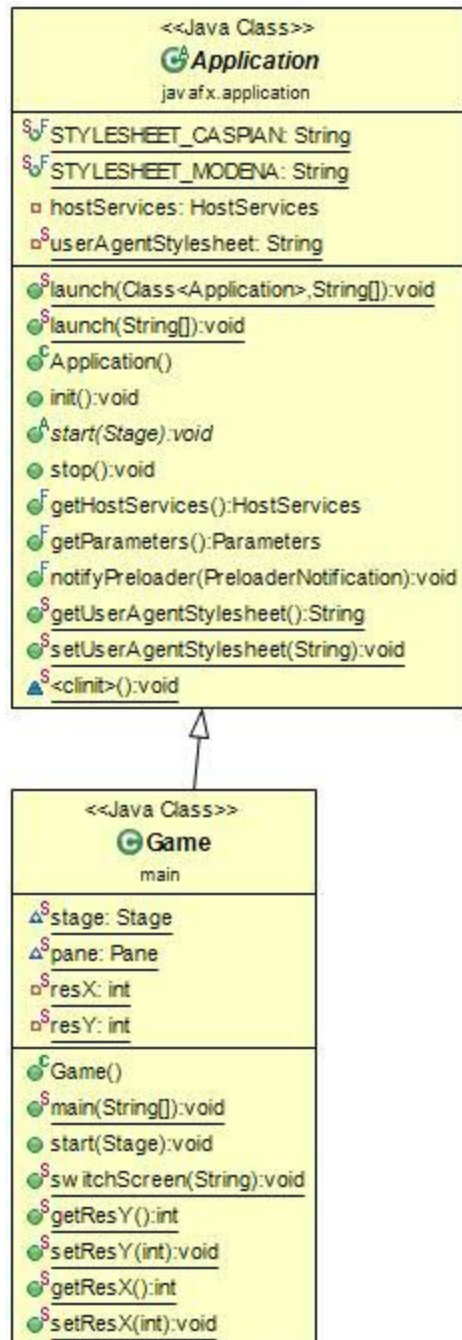 <<Java Class>>
Application
javafx.application
STYLESHEET_CASPIAN: String
STYLESHEET_MODENA: String
hostServices: HostServices
userAgentStylesheet: String
launch(Class<Application>,String[]):void
launch(String[]):void
Application()
init():void
start(Stage):void
stop():void
getHostServices():HostServices
getParameters():Parameters
notifyPreloader(PreloaderNotification):void
getUserAgentStylesheet():String
setUserAgentStylesheet(String):void
<clinit>():void
<<Java Class>>
Game
main
stage: Stage
pane: Pane
resX: int
resY: int
Game()
main(String[]):void
start(Stage):void
switchScreen(String):void
getResY():int
setResY(int):void
getResX():int
setResX(int):void